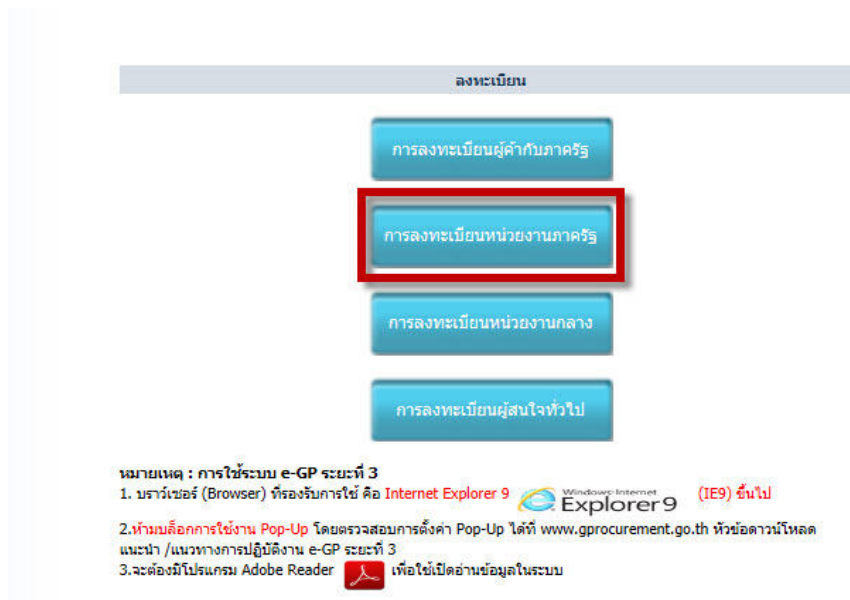 ลงทะเบียน
การลงทะเบียนผู้ค้ากับภาครัฐ
การลงทะเบียนหน่วยงานภาครัฐ
การลงทะเบียนหน่วยงานกลาง
การลงทะเบียนผู้สนใจทั่วไป
หมายเหตุ : การใช้ระบบ e-GP ระยะที่ 3
1. บราว์เซอร์ (Browser) ที่รองรับการใช้ คือ Internet Explorer 9 Windows Internet Explorer 9 (IE9) ขึ้นไป
2.ห้ามบล็อกการใช้งาน Pop-Up โดยตรวจสอบการตั้งค่า Pop-Up ได้ที่ www.gprocurement.go.th หัวข้อดาวน์โหลด
แนะนำ /แนวทางการปฏิบัติงาน e-GP ระยะที่ 3
3.จะต้องมีโปรแกรม Adobe Reader เพื่อใช้เปิดอ่านข้อมูลในระบบ